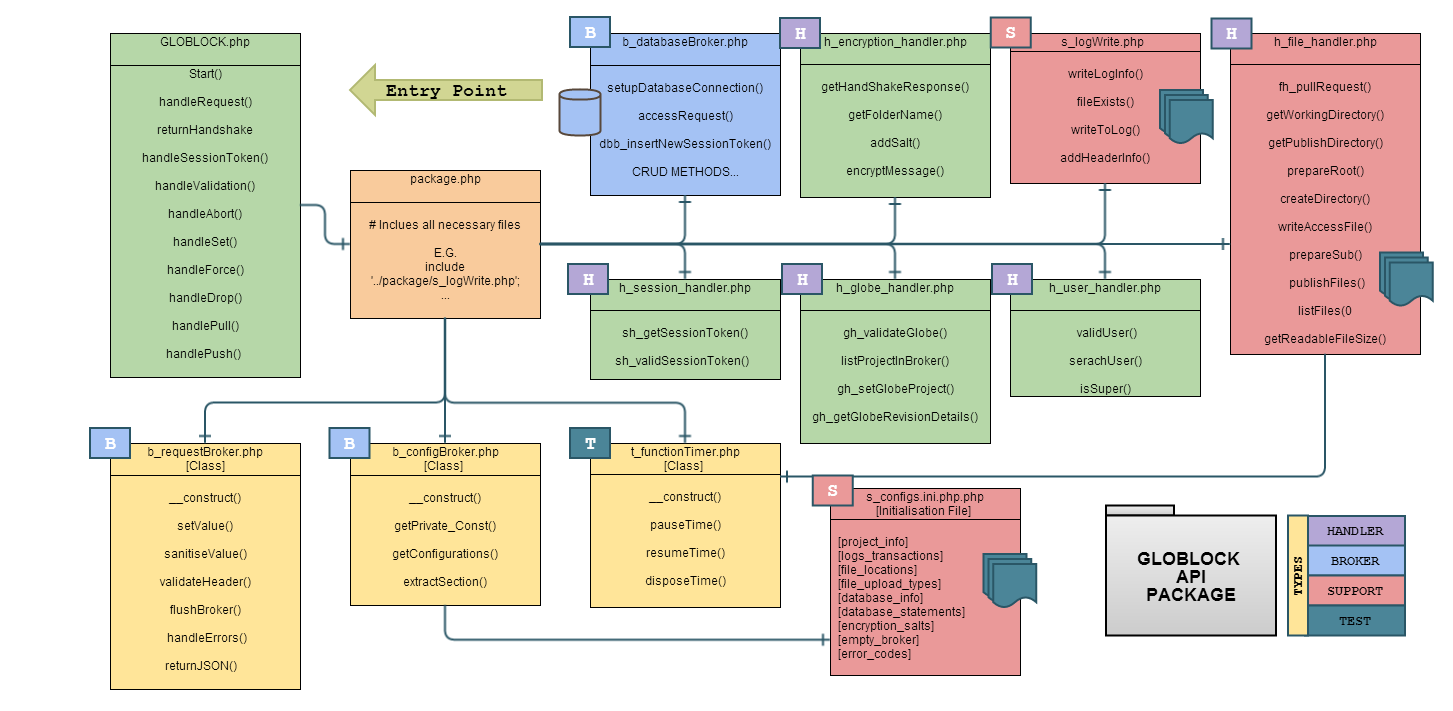 GLOBLOCK.php
Start()
handleRequest()
returnHandshake
handleSessionToken()
handleValidation()
handleAbort()
handleSet()
handleForce()
handleDrop()
handlePull()
handlePush()
Entry Point
package.php
# Inclues all necessary files
E.G.
include
'../package/s_logWrite.php';
...
B
b_databaseBroker.php
setupDatabaseConnection()
accessRequest()
dbb_insertNewSessionToken()
CRUD METHODS...
H
h_encryption_handler.php
getHandShakeResponse()
getFolderName()
addSalt()
encryptMessage()
S
s_logWrite.php
writeLogInfo()
fileExists()
writeToLog()
addHeaderInfo()
H
h_file_handler.php
fh_pullRequest()
getWorkingDirectory()
getPublishDirectory()
prepareRoot()
createDirectory()
writeAccessFile()
prepareSub()
publishFiles()
listFiles(0
getReadableFileSize()
H
h_session_handler.php
sh_getSessionToken()
sh_validSessionToken()
H
h_globe_handler.php
gh_validateGlobe()
listProjectInBroker()
gh_setGlobeProject()
gh_getGlobeRevisionDetails()
H
h_user_handler.php
validUser()
serachUser()
isSuper()
B
b_requestBroker.php
[Class]
__construct()
setValue()
sanitiseValue()
validateHeader()
flushBroker()
handleErrors()
returnJSON()
B
b_configBroker.php
[Class]
__construct()
getPrivate_Const()
getConfigurations()
extractSection()
T
t_functionTimer.php
[Class]
__construct()
pauseTime()
resumeTime()
disposeTime()
S
s_configs.ini.php.php
[Initialisation File]
[project_info]
[logs_transactions]
[file_locations]
[file_upload_types]
[database_info]
[database_statements]
[encryption_salts]
[empty_broker]
[error_codes]
GLOBLOCK
API
PACKAGE
TYPES
HANDLER
BROKER
SUPPORT
TEST